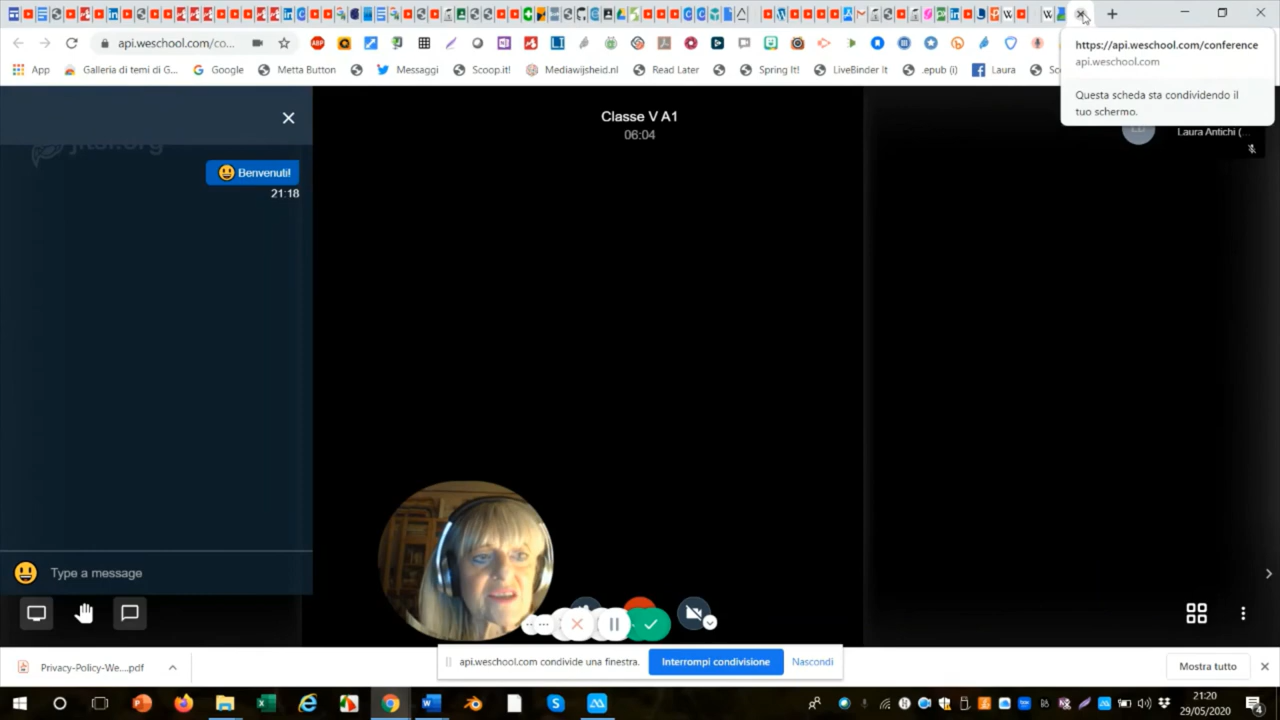 api.weschool.com/co...
https://api.weschool.com/conference
api.weschool.com
Questa scheda sta condividendo il
tuo schermo.
App
Galleria di temi di G...
Google
Metta Button
Messaggi
Scoop.it!
Mediawijsheid.nl
Read Later
Spring It!
LiveBinder It
.epub (i)
Laura
Classe V A1
06:04
Laura Antichi (...
jitsi.org
Benvenuti!
21:18
Type a message
api.weschool.com condivide una finestra.
Interrompi condivisione
Nascondi
Privacy-Policy-We....pdf
Mostra tutto
21:20
29/05/2020